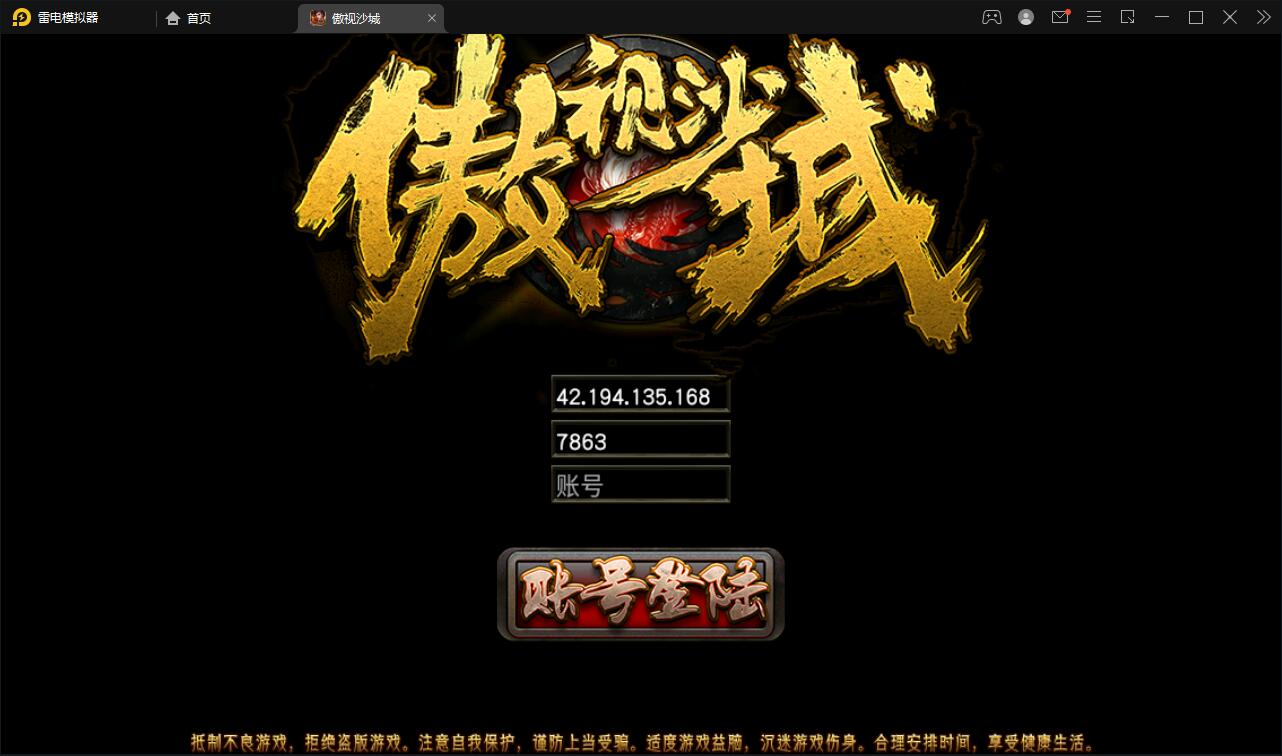 雷电模拟器
首页
傲视沙城
傲视沙城
42.194.135.168
7863
账号
账号登陆
抵制不良游戏，拒绝盗版游戏。注意自我保护，谨防上当受骗。适度游戏益脑，沉迷游戏伤身。合理安排时间，享受健康生活。